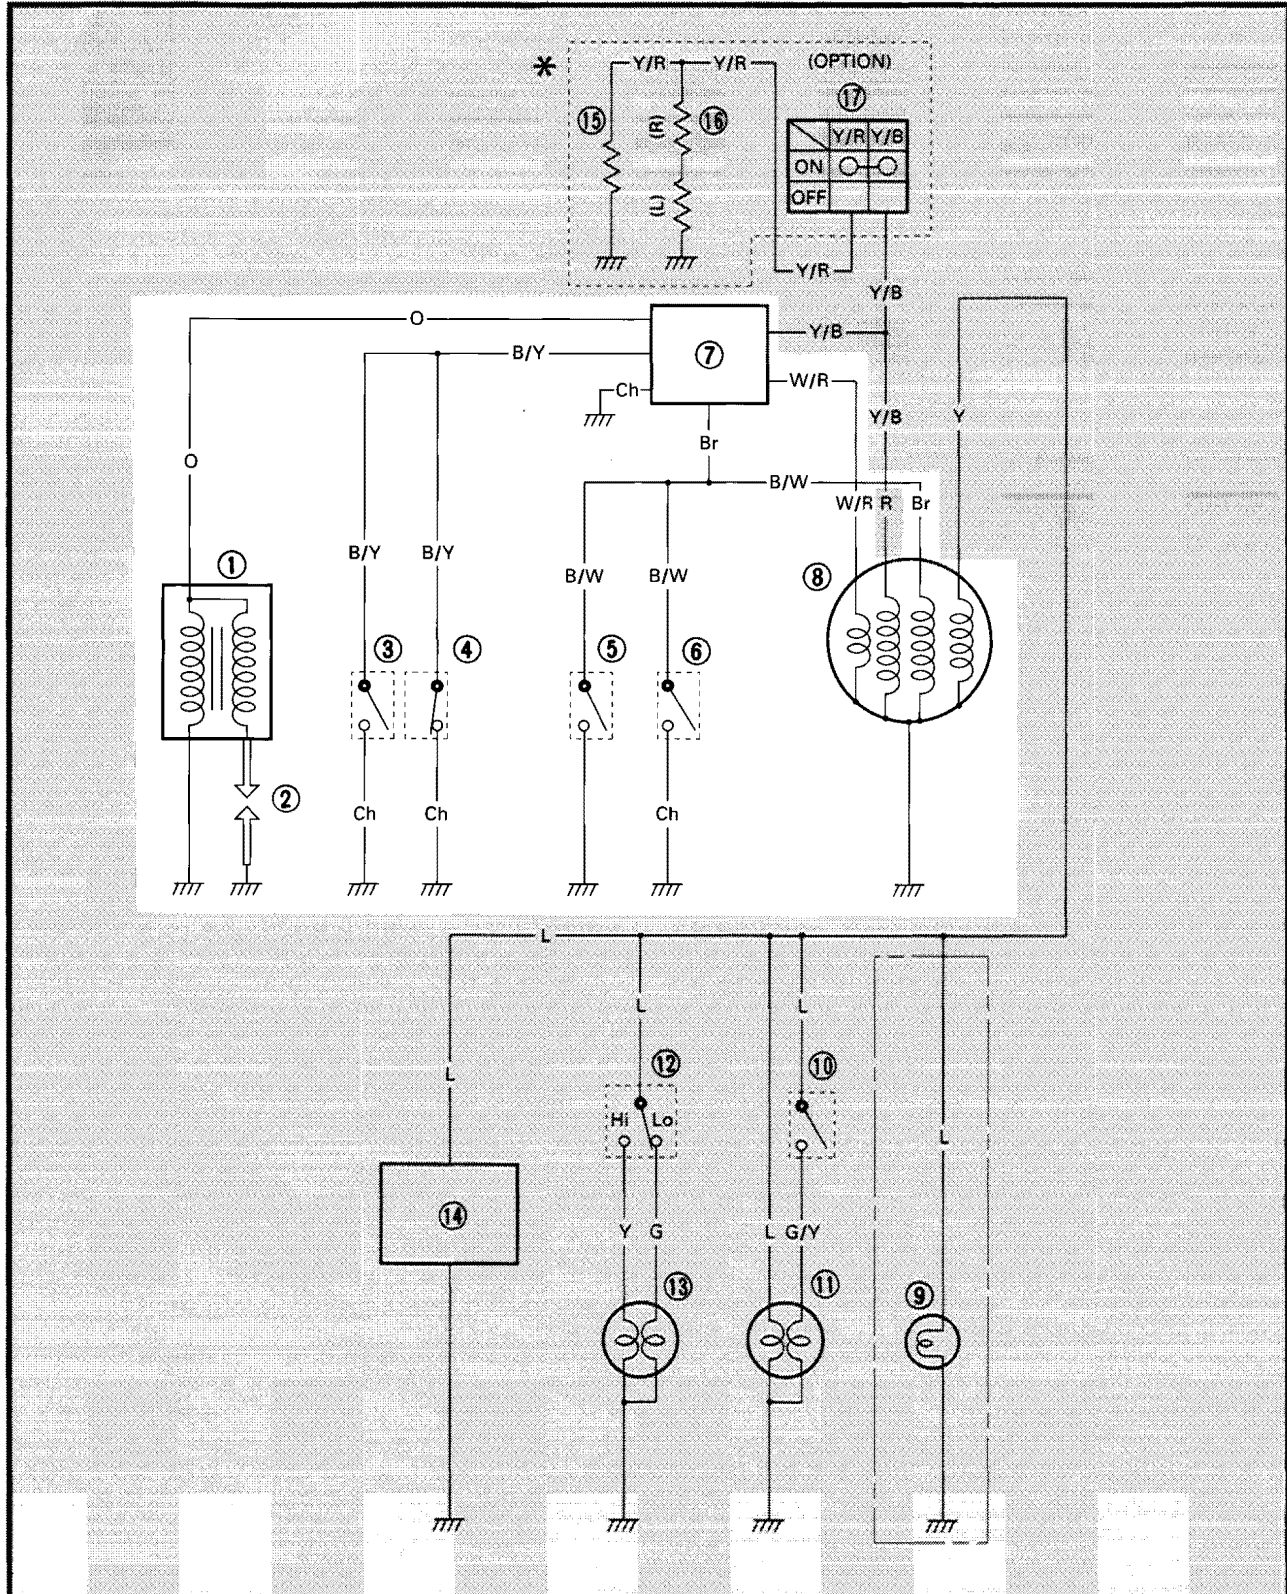 * Y/R Y/R (OPTION)
⑰
⑮ (R) ⑯ Y/R Y/B
ON
(L) OFF
Y/R
Y/B
O Y/B
B/Y ⑦
Ch W/R
Y/B Y
Br
O
B/W
W/R R Br
B/Y B/Y
① B/W B/W ⑧
③ ④ ⑤ ⑥
②
Ch Ch Ch
L
L L
⑫ ⑩
L
Hi Lo L
⑭ Y G L G/Y
⑬ ⑪ ⑨